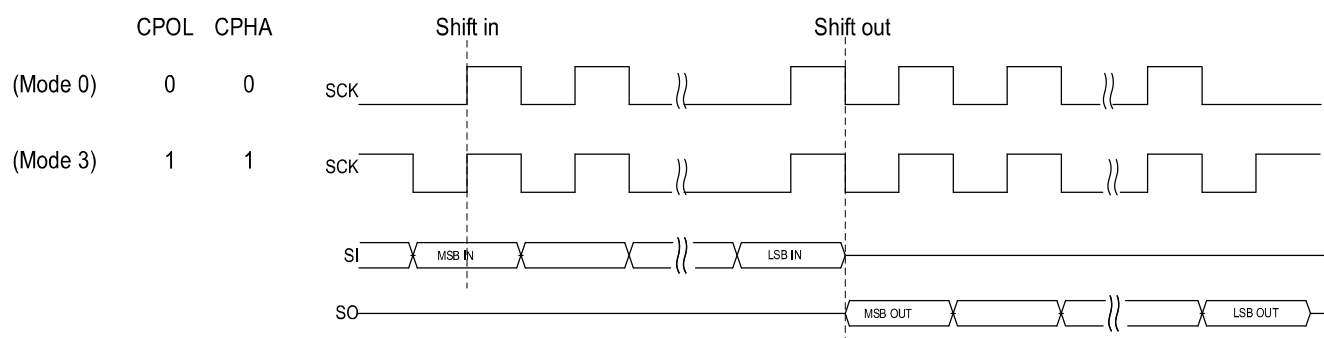 CPOL CPHA Shift in Shift out
(Mode 0) 0 0 SCK
(Mode 3) 1 1 SCK
SI MSB IN LSB IN
SO MSB OUT LSB OUT